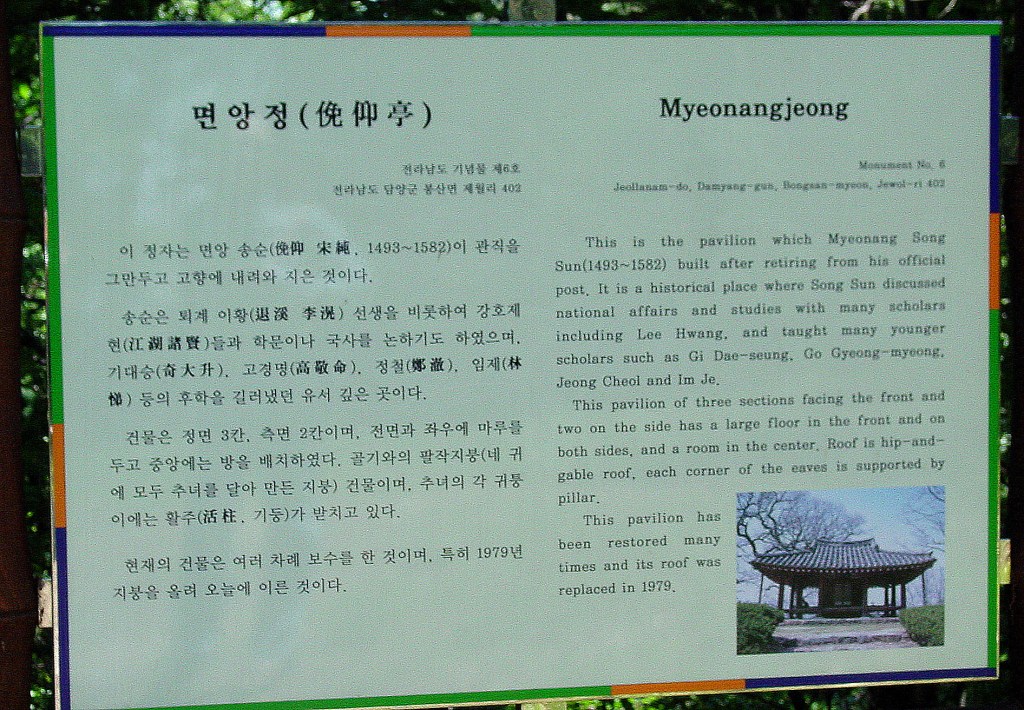 면앙정(俛仰亭)
전라남도 기념물 제6호
전라남도 담양군 봉산면 제월리 402
이 정자는 면앙 송순(俛仰 宋純, 1493~1582)이 관직을
그만두고 고향에 내려와 지은 것이다.
송순은 퇴계 이황(退溪 李滉) 선생을 비롯하여 강호제
현(江湖諸賢)들과 학문이나 국사를 논하기도 하였으며,
기대승(奇大升), 고경명(高敬命), 정철(鄭澈), 임제(林
悌) 등의 후학을 길러냈던 유서 깊은 곳이다.
건물은 정면 3칸, 측면 2칸이며, 전면과 좌우에 마루를
두고 중앙에는 방을 배치하였다. 골기와의 팔작지붕(네 귀
에 모두 추녀를 달아 만든 지붕) 건물이며, 추녀의 각 귀퉁
이에는 활주(活柱, 기둥)가 받치고 있다.
현재의 건물은 여러 차례 보수를 한 것이며, 특히 1979년
지붕을 올려 오늘에 이른 것이다.
Myeonangjeong
Monument No. 6
Jeollanam-do, Damyang-gun, Bongsan-myeon, Jewol-ri 402
This is the pavilion which Myeonang Song
Sun(1493~1582) built after retiring from his official
post. It is a historical place where Song Sun discussed
national affairs and studies with many scholars
including Lee Hwang, and taught many younger
scholars such as Gi Dae-seung, Go Gyeong-myeong,
Jeong Cheol and Im Je.
This pavilion of three sections facing the front and
two on the side has a large floor in the front and on
both sides, and a room in the center. Roof is hip-and-
gable roof, each corner of the eaves is supported by
pillar.
This pavilion has
been restored many
times and its roof was
replaced in 1979.